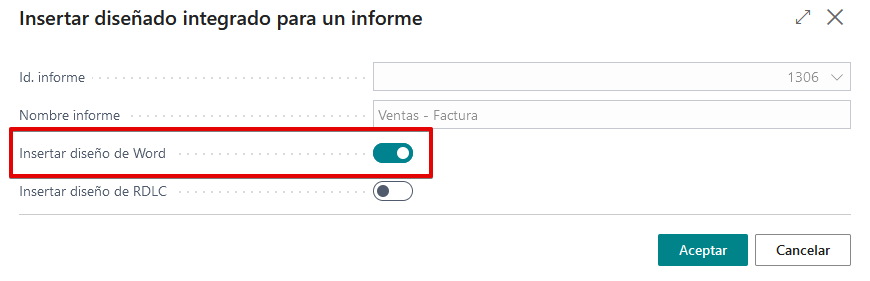 Insertar diseñado integrado para un informe
Id. informe 1306
Nombre informe Ventas - Factura
Insertar diseño de Word
Insertar diseño de RDLC
Aceptar Cancelar